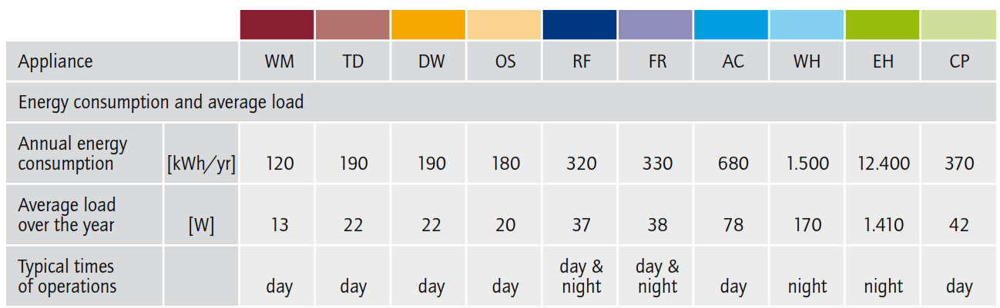 Appliance WM TD DW OS RF FR AC WH EH CP
Energy consumption and average load
Annual energy
consumption [kWh/yr] 120 190 190 180 320 330 680 1.500 12.400 370
Average load
over the year [W] 13 22 22 20 37 38 78 170 1.410 42
Typical times day & day &
of operations day day day day night night day night night day